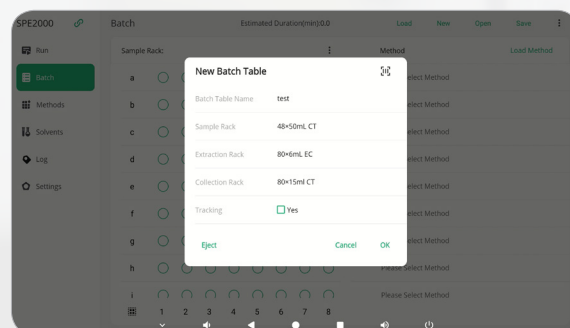 SPE2000
Batch
Estimated Duration(min):0.0
Load
New
Open
Save
Run
Batch
Methods
Solvents
Log
Settings
Sample Rack:
Method
Load Method
New Batch Table
Batch Table Name
test
Sample Rack
48×50mL CT
Extraction Rack
80×6mL EC
Collection Rack
80×15ml CT
Tracking
Yes
Eject
Cancel
OK
a
Select Method
b
Select Method
c
Select Method
d
Select Method
e
Select Method
f
Select Method
g
Select Method
h
Please Select Method
i
Please Select Method
1 2 3 4 5 6 7 8